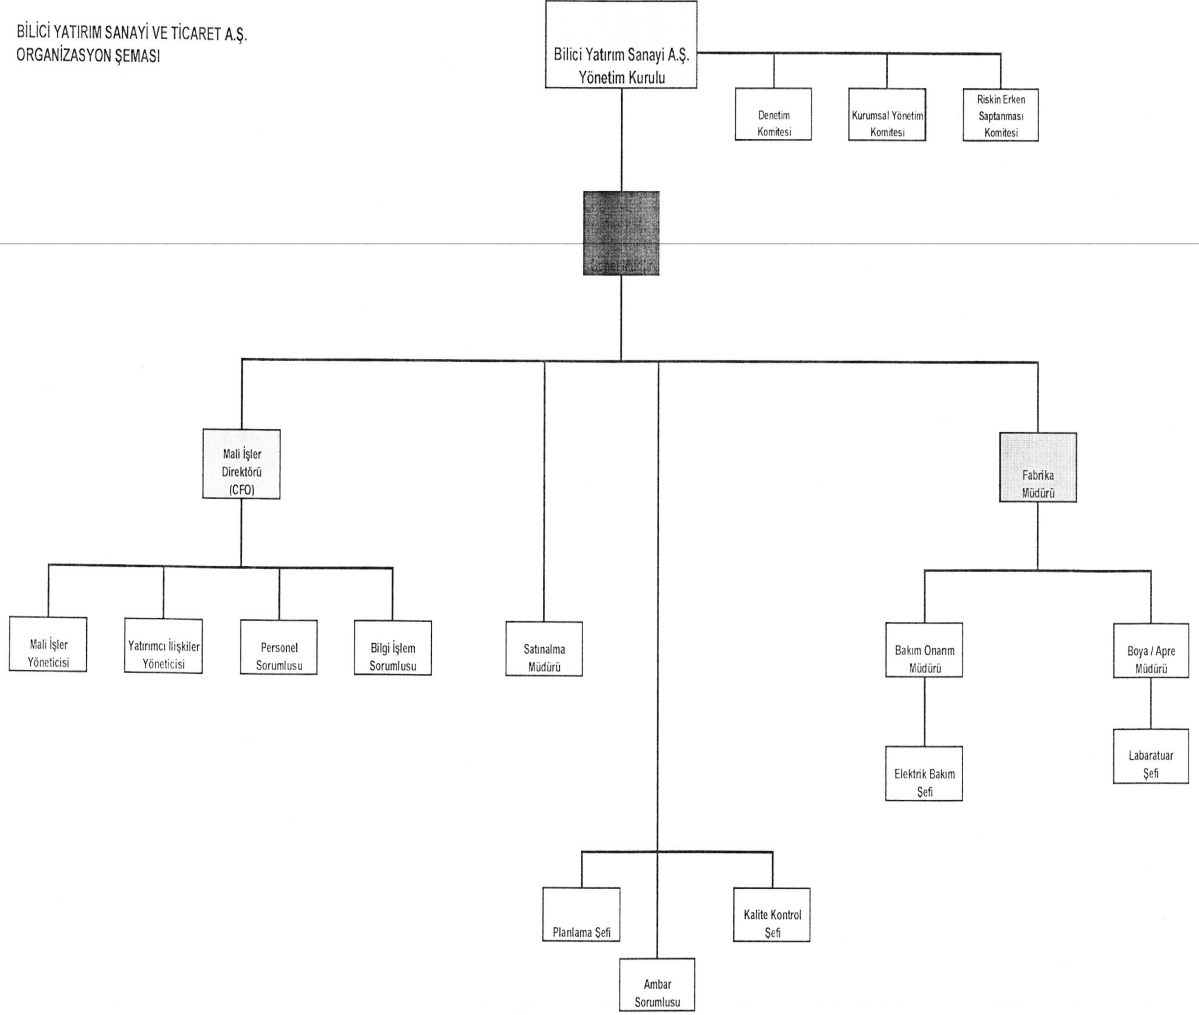 BİLİCİ YATIRIM SANAYİ VE TİCARET A.Ş.
ORGANİZASYON ŞEMASI
Bilici Yatırım Sanayi A.Ş.
Yönetim Kurulu
Denetim
Komitesi
Kurumsal Yönetim
Komitesi
Riskin Erken
Saptanması
Komitesi
Mali İşler
Direktörü
(CFO)
Fabrika
Müdürü
Mali İşler
Yöneticisi
Yatırımcı İlişkiler
Yöneticisi
Personel
Sorumlusu
Bilgi İşlem
Sorumlusu
Satınalma
Müdürü
Bakım Onarım
Müdürü
Boya / Apre
Müdürü
Elektrik Bakım
Şefi
Labaratuar
Şefi
Planlama Şefi
Kalite Kontrol
Şefi
Ambar
Sorumlusu